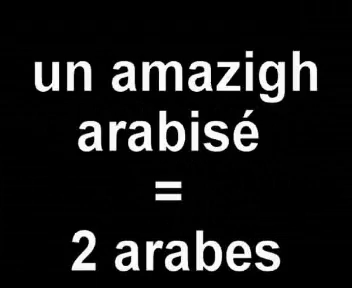 un amazigh
arabisé
=
2 arabes